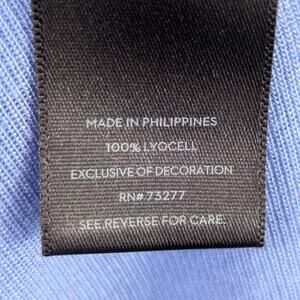 MADE IN PHILIPPINES
100% LYOCELL
EXCLUSIVE OF DECORATION
RN# 73277
SEE REVERSE FOR CARE